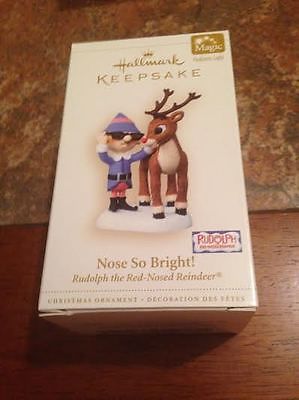 Hallmark
KEEPSAKE
Magic
RUDOLPH
Nose So Bright!
Rudolph the Red-Nosed Reindeer®
CHRISTMAS ORNAMENT • DÉCORATION DES FÊTES